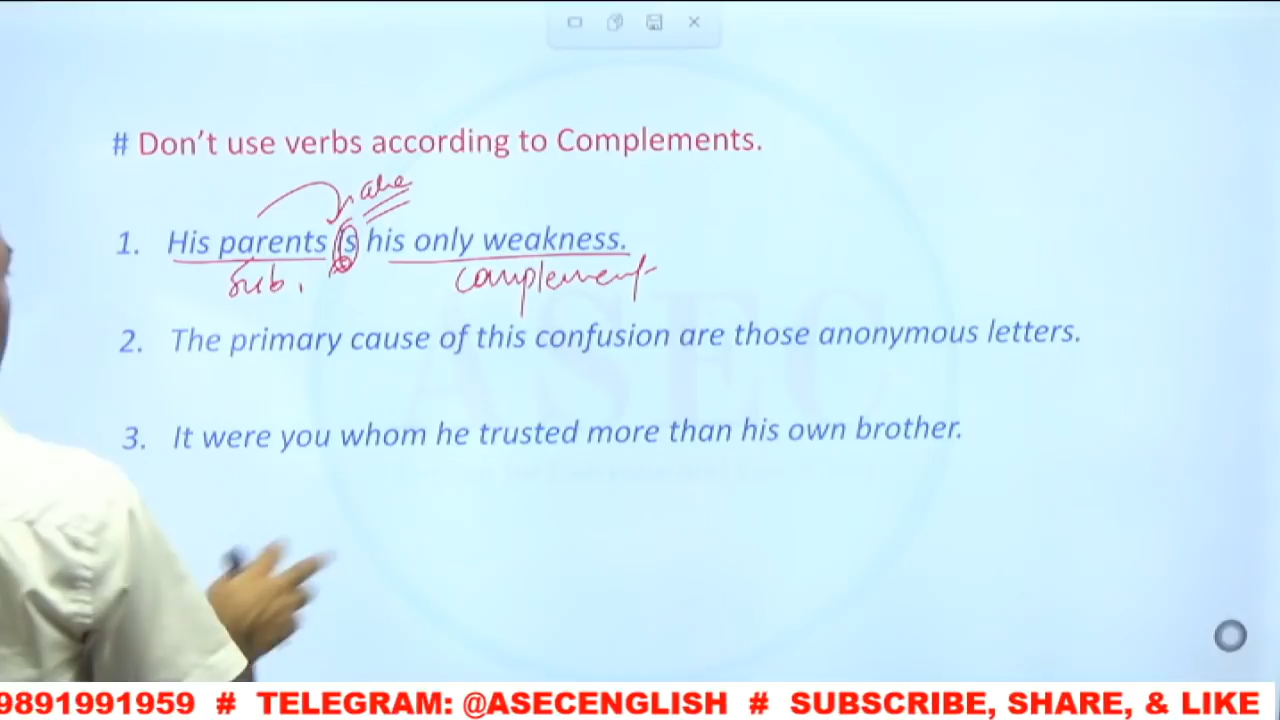 # Don't use verbs according to Complements.
are
1. His parents is his only weakness.
Sub. complement
2. The primary cause of this confusion are those anonymous letters.
ASEC
3. It were you whom he trusted more than his own brother.
9891991959 # TELEGRAM: @ASECENGLISH # SUBSCRIBE, SHARE, & LIKE